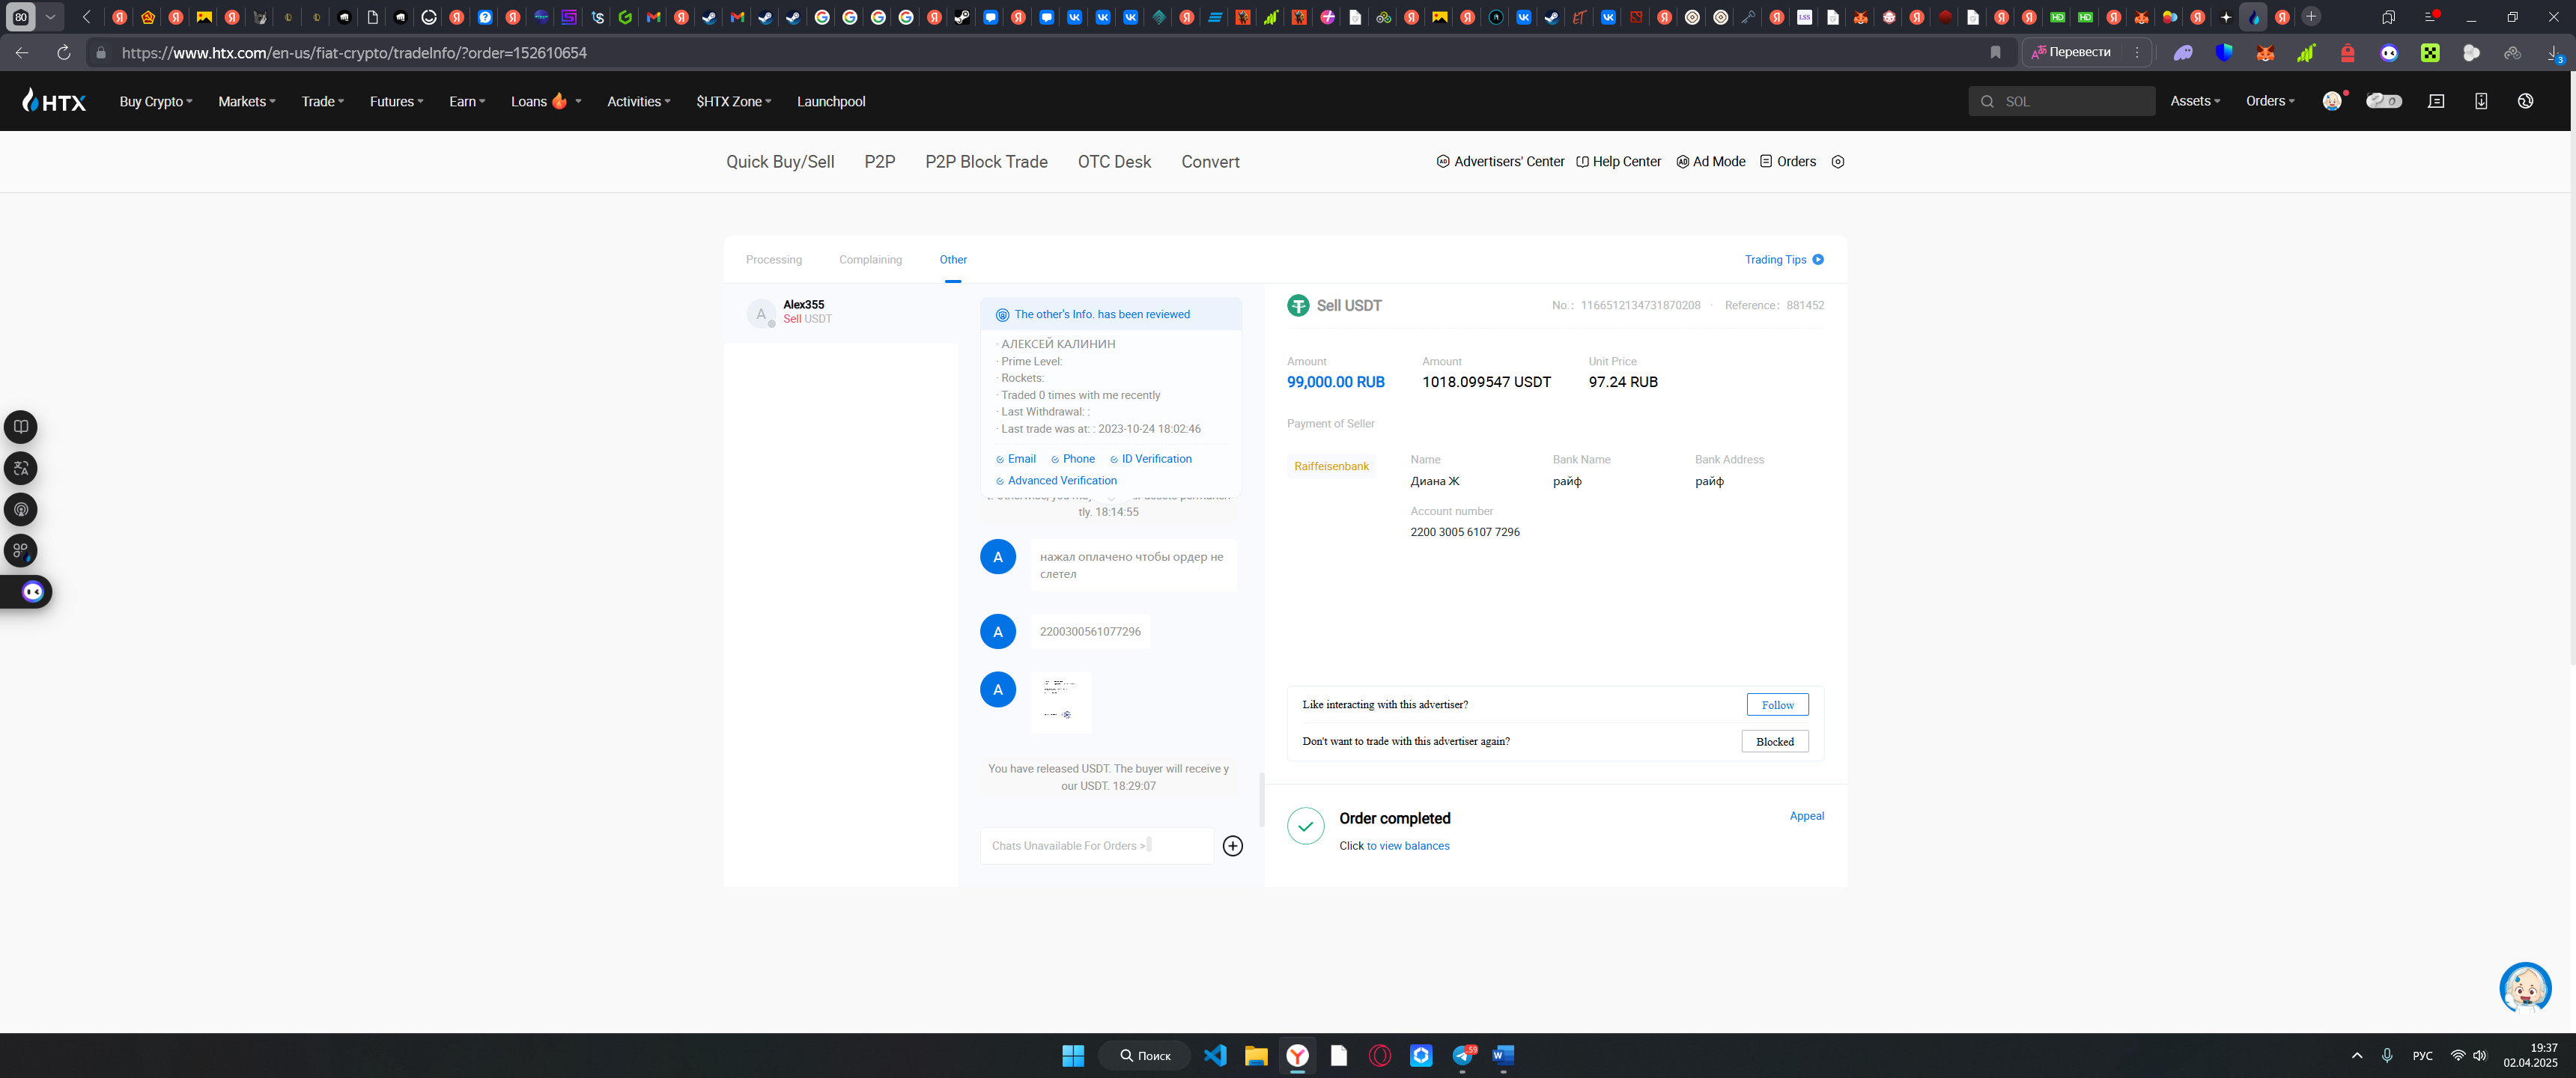 80
https://www.htx.com/en-us/fiat-crypto/tradeInfo/?order=152610654
Перевести
3
HTX
Buy Crypto
Markets
Trade
Futures
Earn
Loans
Activities
$HTX Zone
Launchpool
SOL
Assets
Orders
Quick Buy/Sell
P2P
P2P Block Trade
OTC Desk
Convert
Advertisers' Center
Help Center
Ad Mode
Orders
Processing
Complaining
Other
Trading Tips
A
Alex355
Sell USDT
The other's Info. has been reviewed
· АЛЕКСЕЙ КАЛИНИН
· Prime Level:
· Rockets:
· Traded 0 times with me recently
· Last Withdrawal: :
· Last trade was at: : 2023-10-24 18:02:46
Email
Phone
ID Verification
Advanced Verification
tly. 18:14:55
A
нажал оплачено чтобы ордер не
слетел
A
2200300561077296
A
You have released USDT. The buyer will receive y
our USDT. 18:29:07
Chats Unavailable For Orders >
Sell USDT
No.: 1166512134731870208 · Reference: 881452
Amount
99,000.00 RUB
Amount
1018.099547 USDT
Unit Price
97.24 RUB
Payment of Seller
Raiffeisenbank
Name
Диана Ж
Bank Name
райф
Bank Address
райф
Account number
2200 3005 6107 7296
Like interacting with this advertiser?
Follow
Don't want to trade with this advertiser again?
Blocked
Order completed
Appeal
Click to view balances
Поиск
59
РУС
19:37
02.04.2025